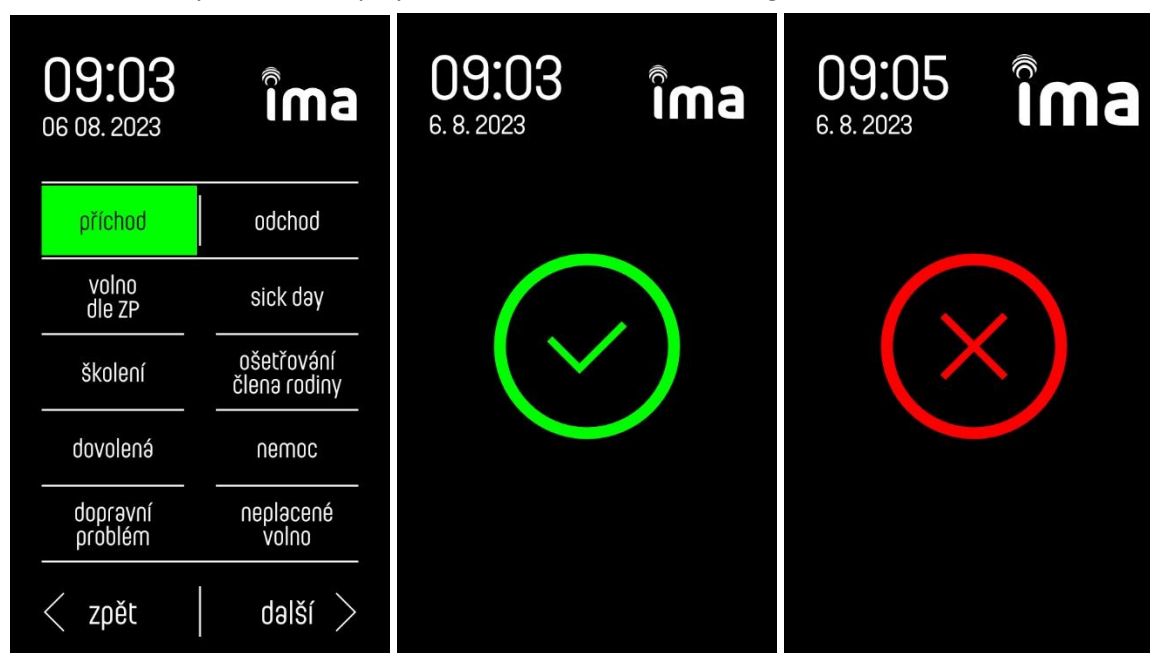 09:03
06 08. 2023
ima
příchod
odchod
volno
dle ZP
sick day
školení
ošetřování
člena rodiny
dovolená
nemoc
dopravní
problém
neplacené
volno
zpět
další
09:03
6. 8. 2023
ima
09:05
6. 8. 2023
ima